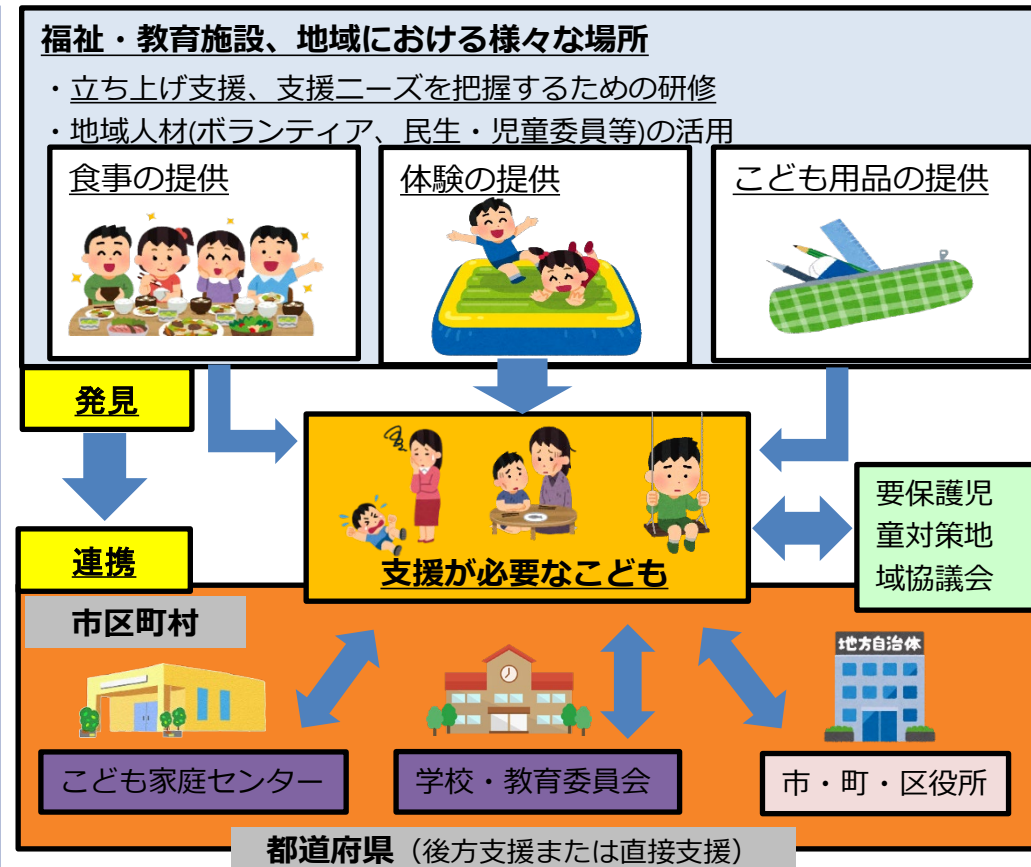 福祉・教育施設、地域における様々な場所
・立ち上げ支援、支援ニーズを把握するための研修
・地域人材(ボランティア、民生・児童委員等)の活用
食事の提供
体験の提供
こども用品の提供
発見
連携
支援が必要なこども
要保護児
童対策地
域協議会
市区町村
地方自治体
こども家庭センター
学校・教育委員会
市・町・区役所
都道府県（後方支援または直接支援）